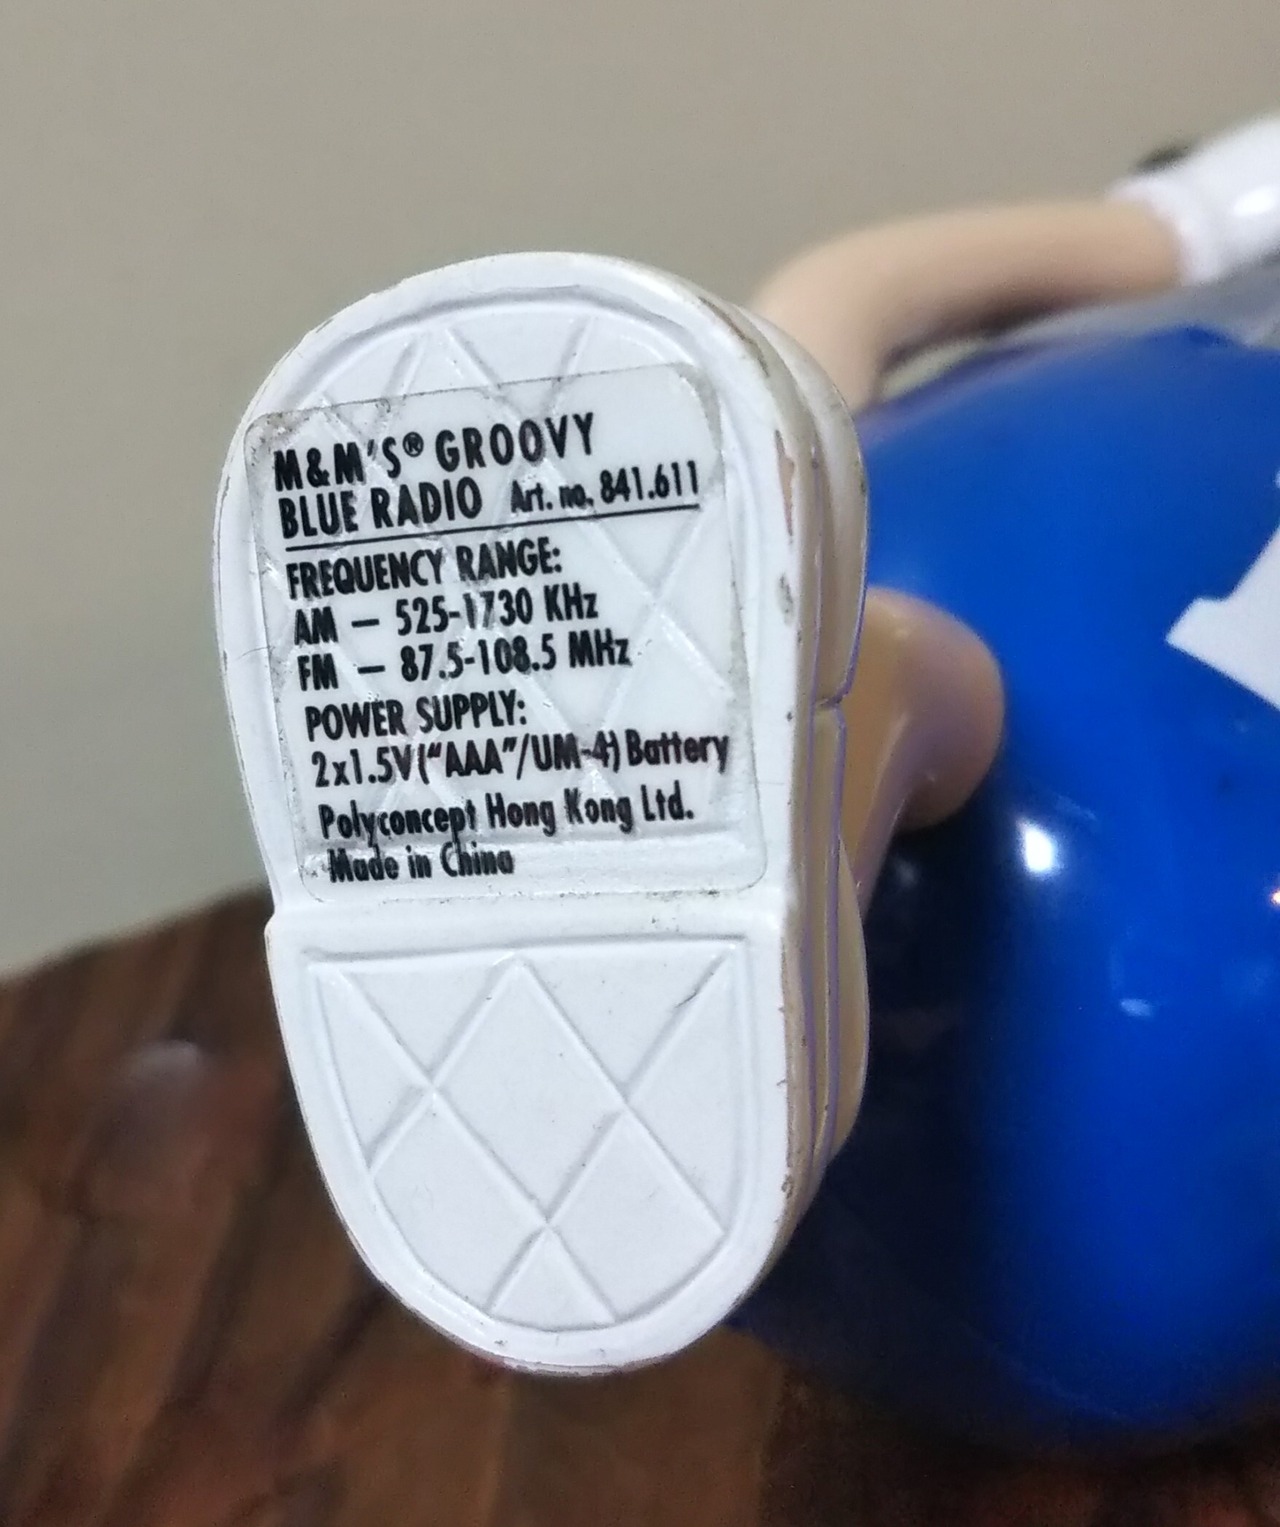 M&M'S® GROOVY
BLUE RADIO Art. no. 841.611
FREQUENCY RANGE:
AM – 525-1730 KHz
FM – 87.5-108.5 MHz
POWER SUPPLY:
2x1.5V("AAA"/UM-4) Battery
Polyconcept Hong Kong Ltd.
Made in China